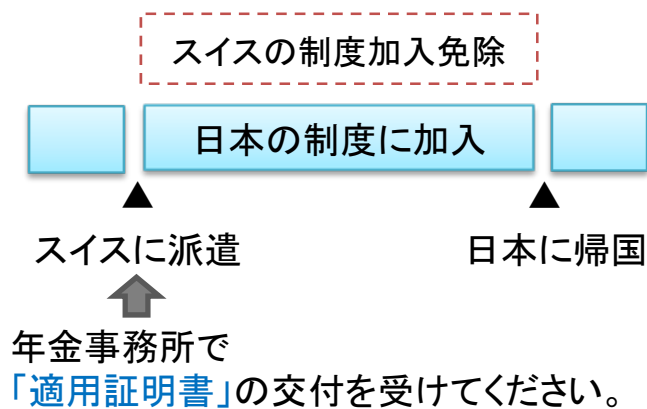 スイスの制度加入免除
日本の制度に加入
スイスに派遣
日本に帰国
年金事務所で
「適用証明書」の交付を受けてください。